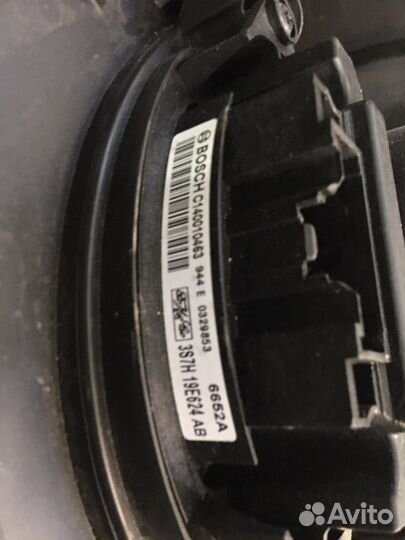 BOSCH C140010463 944 E 0329853
6652A
3S7H 19E624 AB
Avito